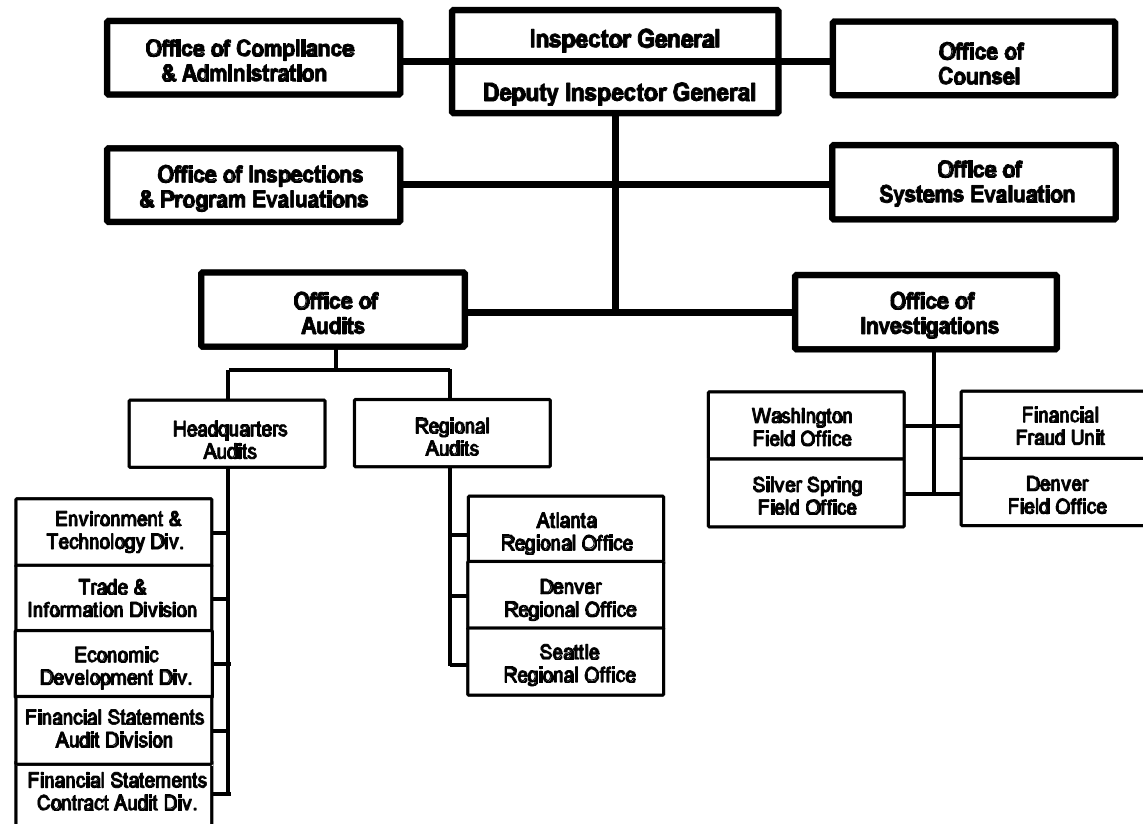 Office of Compliance
& Administration
Inspector General
Deputy Inspector General
Office of
Counsel
Office of Inspections
& Program Evaluations
Office of
Systems Evaluation
Office of
Audits
Office of
Investigations
Headquarters
Audits
Regional
Audits
Washington
Field Office
Financial
Fraud Unit
Silver Spring
Field Office
Denver
Field Office
Environment &
Technology Div.
Trade &
Information Division
Economic
Development Div.
Financial Statements
Audit Division
Financial Statements
Contract Audit Div.
Atlanta
Regional Office
Denver
Regional Office
Seattle
Regional Office